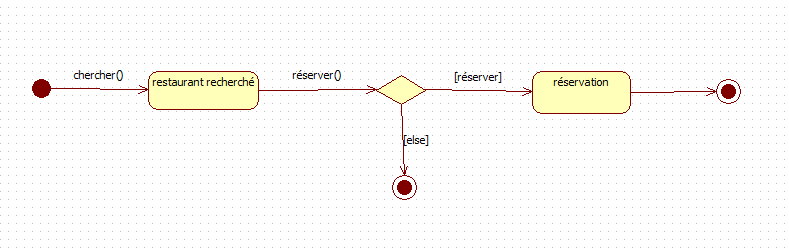 chercher()
restaurant recherché
réserver()
[réserver]
réservation
[else]